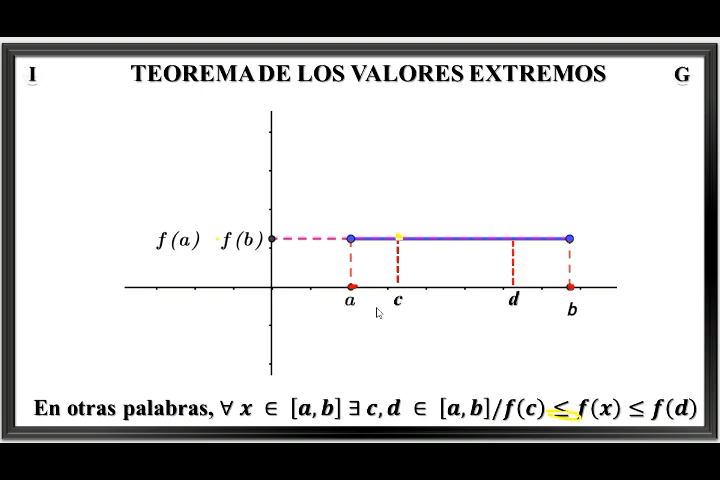 I TEOREMA DE LOS VALORES EXTREMOS G
f(a) f(b)
a c d b
En otras palabras, ∀ x ∈ [a, b] ∃ c, d ∈ [a, b]/f(c) ≤ f(x) ≤ f(d)